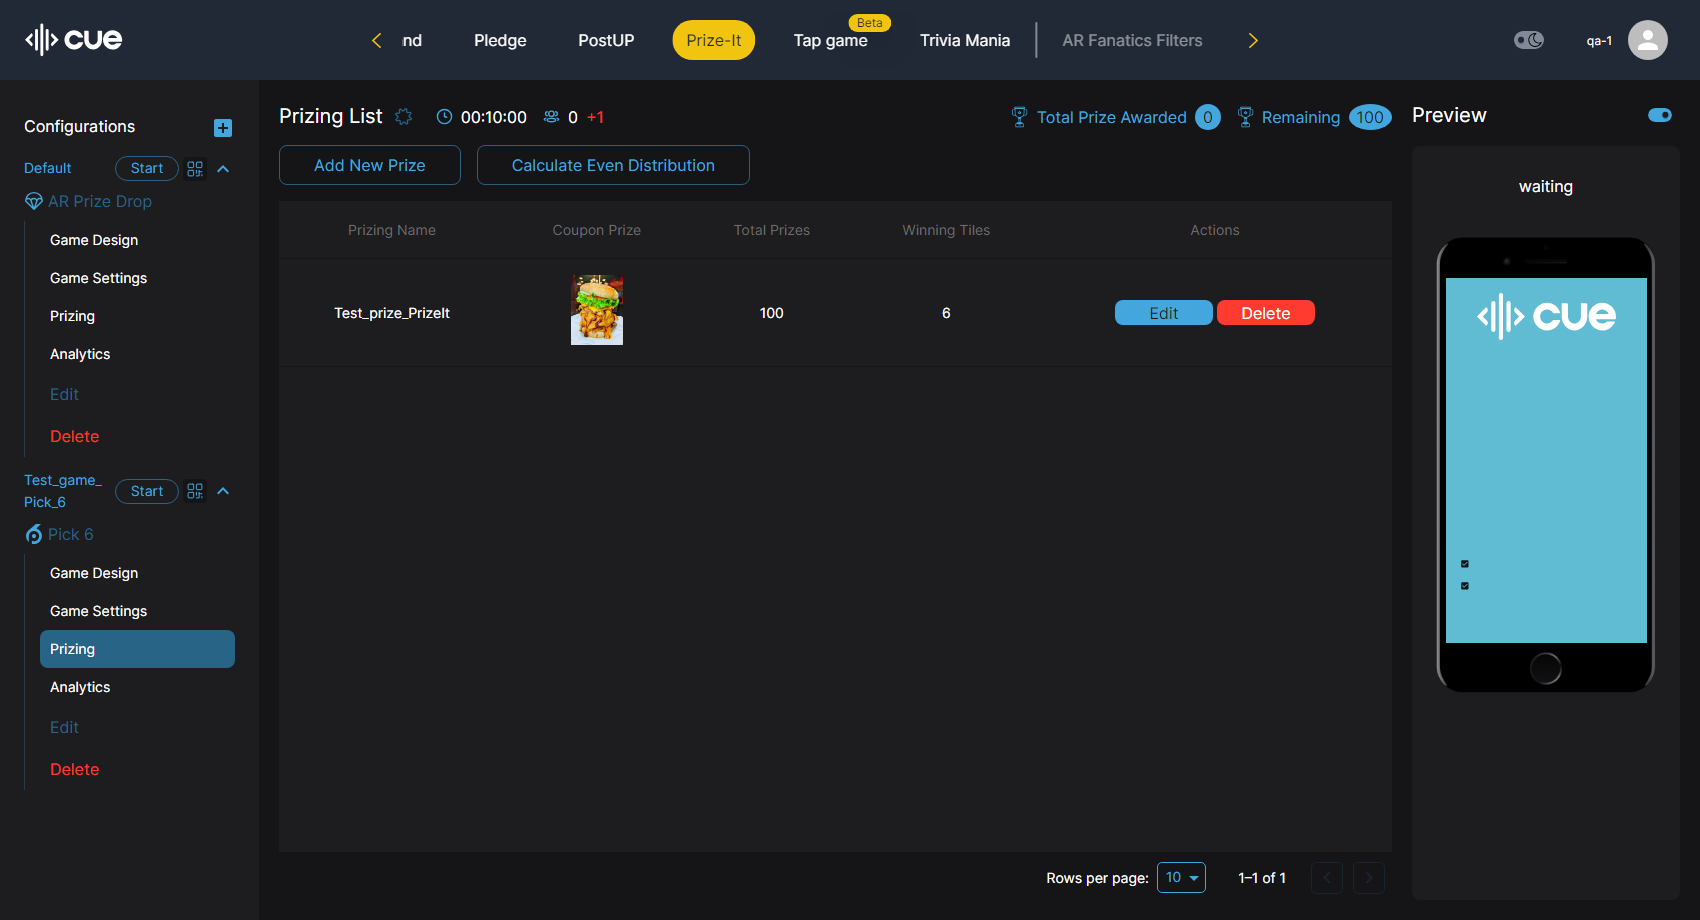 cue
nd
Pledge
PostUP
Prize-It
Beta
Tap game
Trivia Mania
AR Fanatics Filters
qa-1
Configurations
Default
Start
AR Prize Drop
Game Design
Game Settings
Prizing
Analytics
Edit
Delete
Test_game_
Pick_6
Start
Pick 6
Game Design
Game Settings
Prizing
Analytics
Edit
Delete
Prizing List
00:10:00
0 +1
Total Prize Awarded 0
Remaining 100
Add New Prize
Calculate Even Distribution
Prizing Name
Coupon Prize
Total Prizes
Winning Tiles
Actions
Test_prize_PrizeIt
100
6
Edit
Delete
Rows per page: 10
1–1 of 1
Preview
waiting
cue